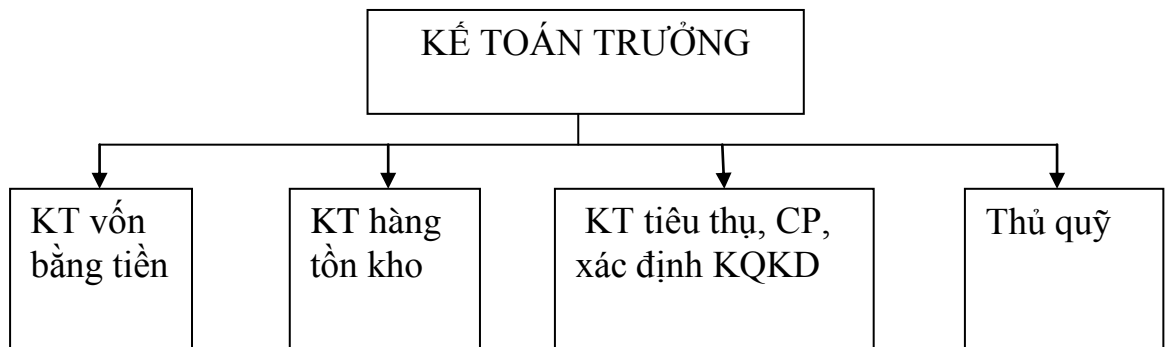 KẾ TOÁN TRƯỞNG
KT vốn
bằng tiền
KT hàng
tồn kho
KT tiêu thụ, CP,
xác định KQKD
Thủ quỹ